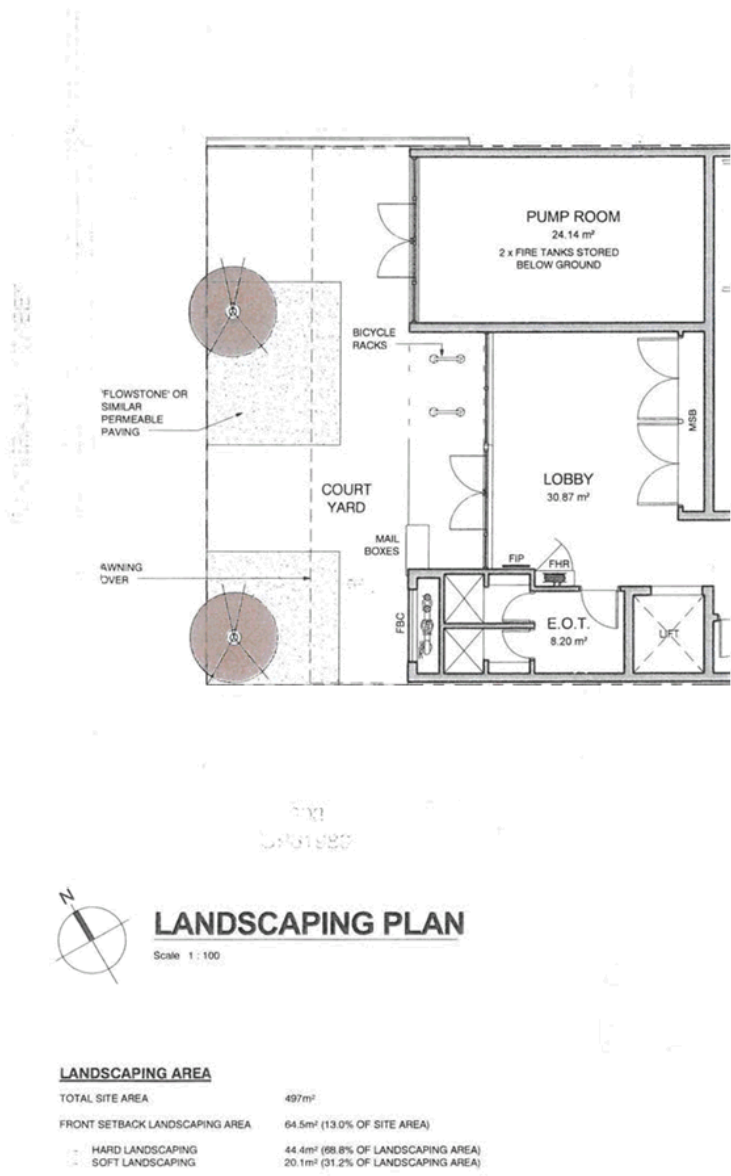 PUMP ROOM
24.14 m²
2 x FIRE TANKS STORED
BELOW GROUND
BICYCLE
RACKS
'FLOWSTONE' OR
SIMILAR
PERMEABLE
PAVING
MSB
LOBBY
30.87 m²
COURT
YARD
MAIL
BOXES
FIP
FHR
AWNING
OVER
FBC
E.O.T.
8.20 m²
LIFT
N
LANDSCAPING PLAN
Scale 1 : 100
LANDSCAPING AREA
TOTAL SITE AREA 497m²
FRONT SETBACK LANDSCAPING AREA 64.5m² (13.0% OF SITE AREA)
HARD LANDSCAPING 44.4m² (68.8% OF LANDSCAPING AREA)
SOFT LANDSCAPING 20.1m² (31.2% OF LANDSCAPING AREA)